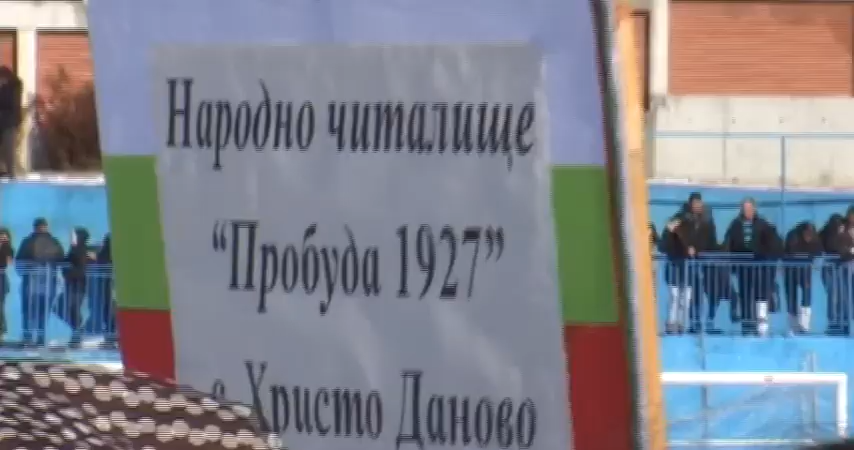 Народно читалище
“Пробуда 1927”
с. Христо Даново